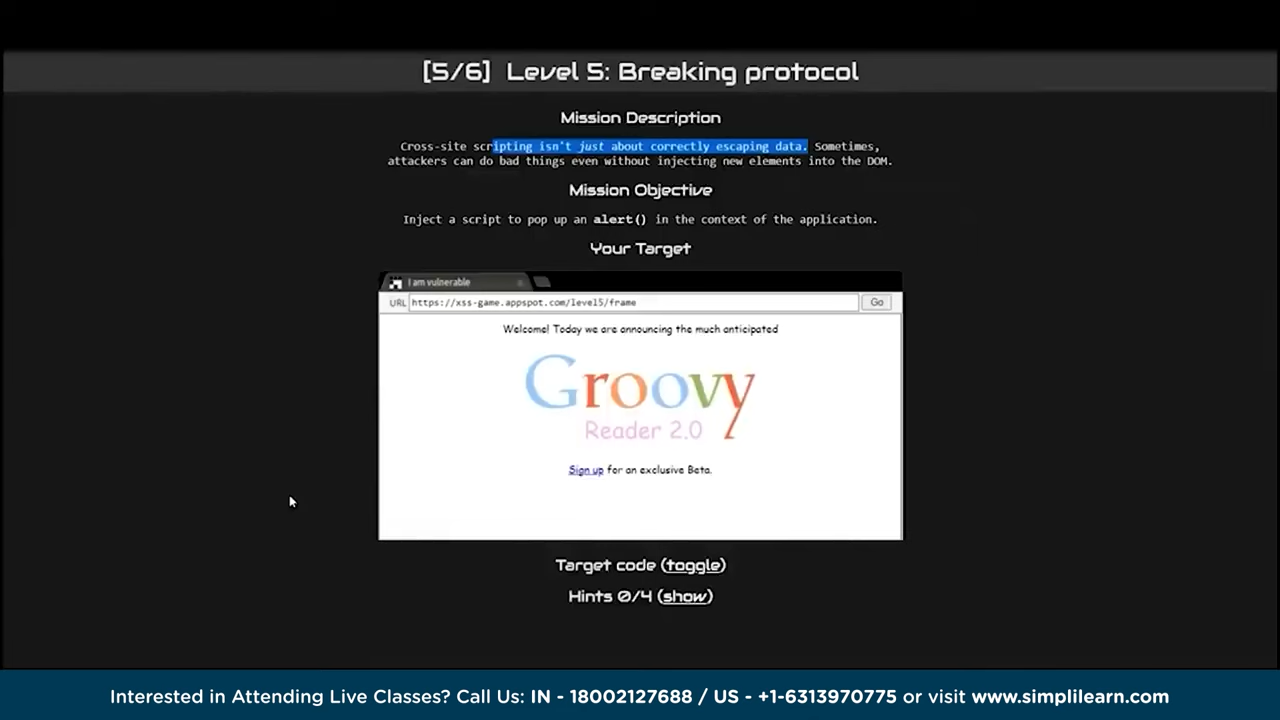 [5/6] Level 5: Breaking protocol
Mission Description
Cross-site scripting isn't just about correctly escaping data. Sometimes,
attackers can do bad things even without injecting new elements into the DOM.
Mission Objective
Inject a script to pop up an alert() in the context of the application.
Your Target
I am vulnerable
URL https://xss-game.appspot.com/level5/frame Go
Welcome! Today we are announcing the much anticipated
Groovy
Reader 2.0
Sign up for an exclusive Beta.
Target code (toggle)
Hints 0/4 (show)
Interested in Attending Live Classes? Call Us: IN - 18002127688 / US - +1-6313970775 or visit www.simplilearn.com